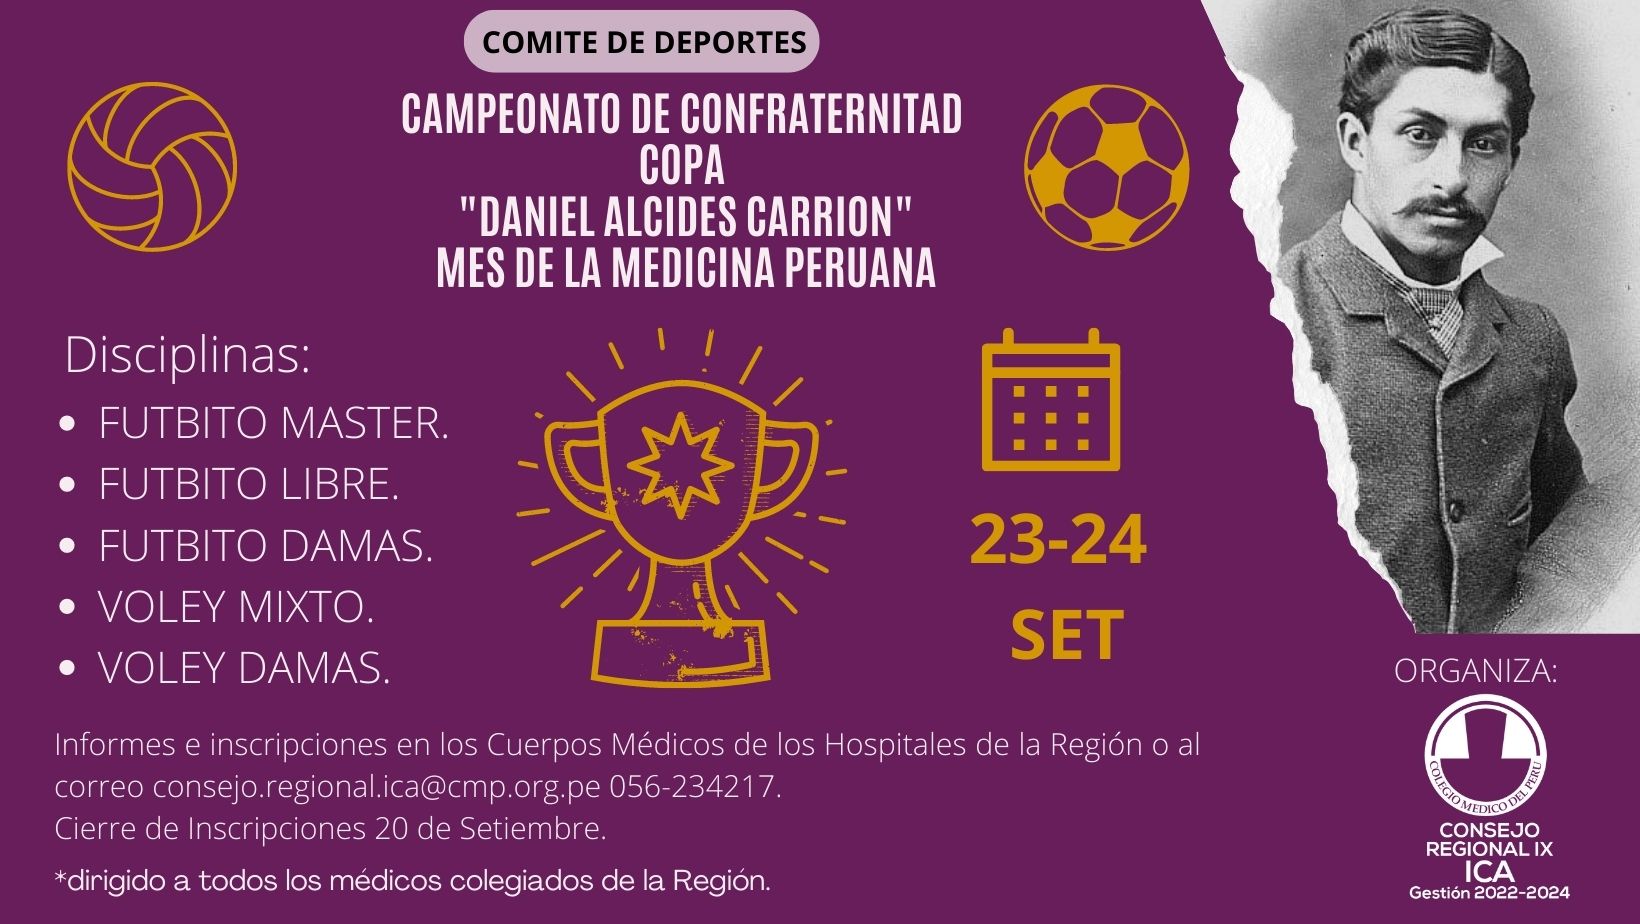 COMITE DE DEPORTES
CAMPEONATO DE CONFRATERNITAD
COPA
"DANIEL ALCIDES CARRION"
MES DE LA MEDICINA PERUANA
Disciplinas:
• FUTBITO MASTER.
• FUTBITO LIBRE.
• FUTBITO DAMAS.
• VOLEY MIXTO.
• VOLEY DAMAS.
23-24
SET
Informes e inscripciones en los Cuerpos Médicos de los Hospitales de la Región o al
correo consejo.regional.ica@cmp.org.pe 056-234217.
Cierre de Inscripciones 20 de Setiembre.
*dirigido a todos los médicos colegiados de la Región.
ORGANIZA:
COLEGIO MEDICO DEL PERU
CONSEJO
REGIONAL IX
ICA
Gestión 2022-2024